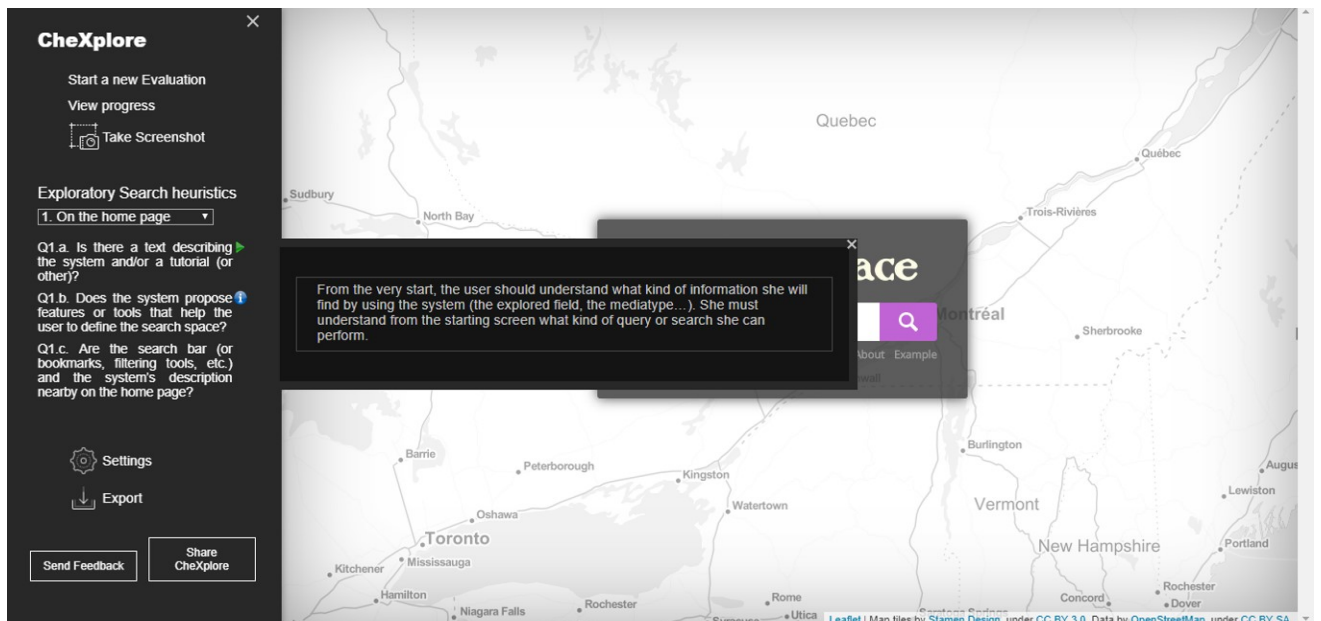 CheXplore
Start a new Evaluation
View progress
Take Screenshot
Exploratory Search heuristics
1. On the home page
Q1.a. Is there a text describing
the system and/or a tutorial (or
other)?
Q1.b. Does the system propose
features or tools that help the
user to define the search space?
Q1.c. Are the search bar (or
bookmarks, filtering tools, etc.)
and the system's description
nearby on the home page?
Settings
Export
Send Feedback
Share
CheXplore
From the very start, the user should understand what kind of information she will
find by using the system (the explored field, the mediatype…). She must
understand from the starting screen what kind of query or search she can
perform.
ace
About Example
Quebec
Québec
Sudbury
North Bay
Trois-Rivières
Montréal
Sherbrooke
Barrie
Peterborough
Kingston
Burlington
Augus
Lewiston
Watertown
Vermont
Oshawa
Toronto
New Hampshire
Portland
Kitchener
Mississauga
Hamilton
Rochester
Rome
Concord
Rochester
Dover
Niagara Falls
Utica
Leaflet | Map tiles by Stamen Design, under CC BY 3.0. Data by OpenStreetMap, under CC BY SA.